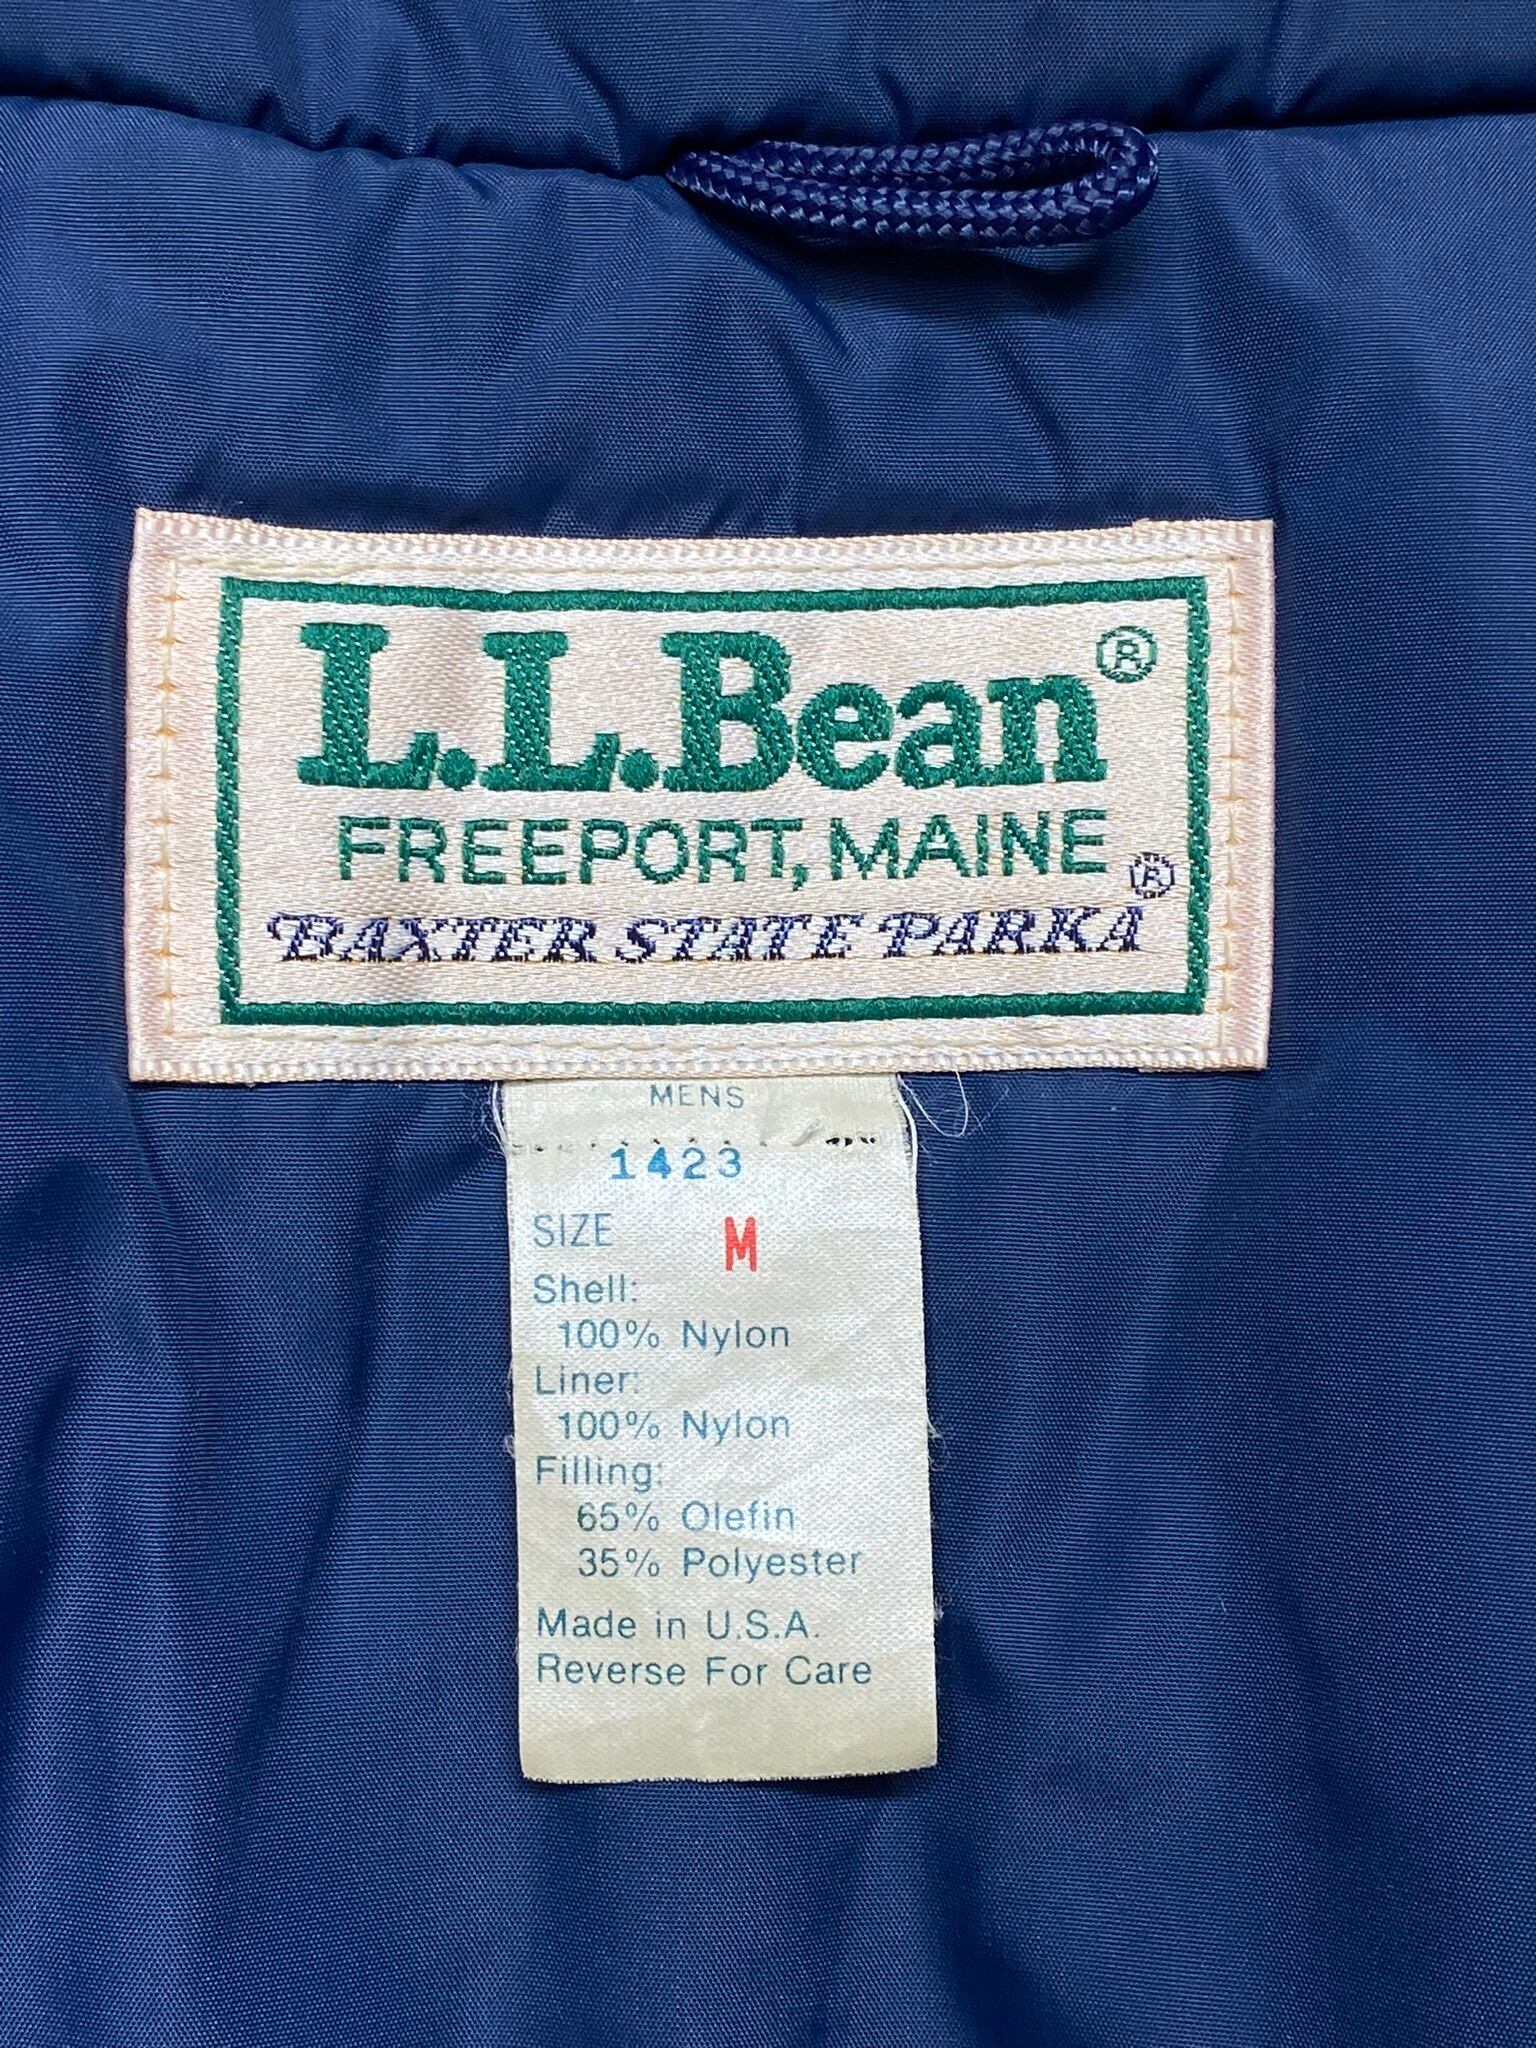 L.L.Bean®
FREEPORT, MAINE
BAXTER STATE PARKA®
MENS
1423
SIZE M
Shell:
100% Nylon
Liner:
100% Nylon
Filling:
65% Olefin
35% Polyester
Made in U.S.A.
Reverse For Care